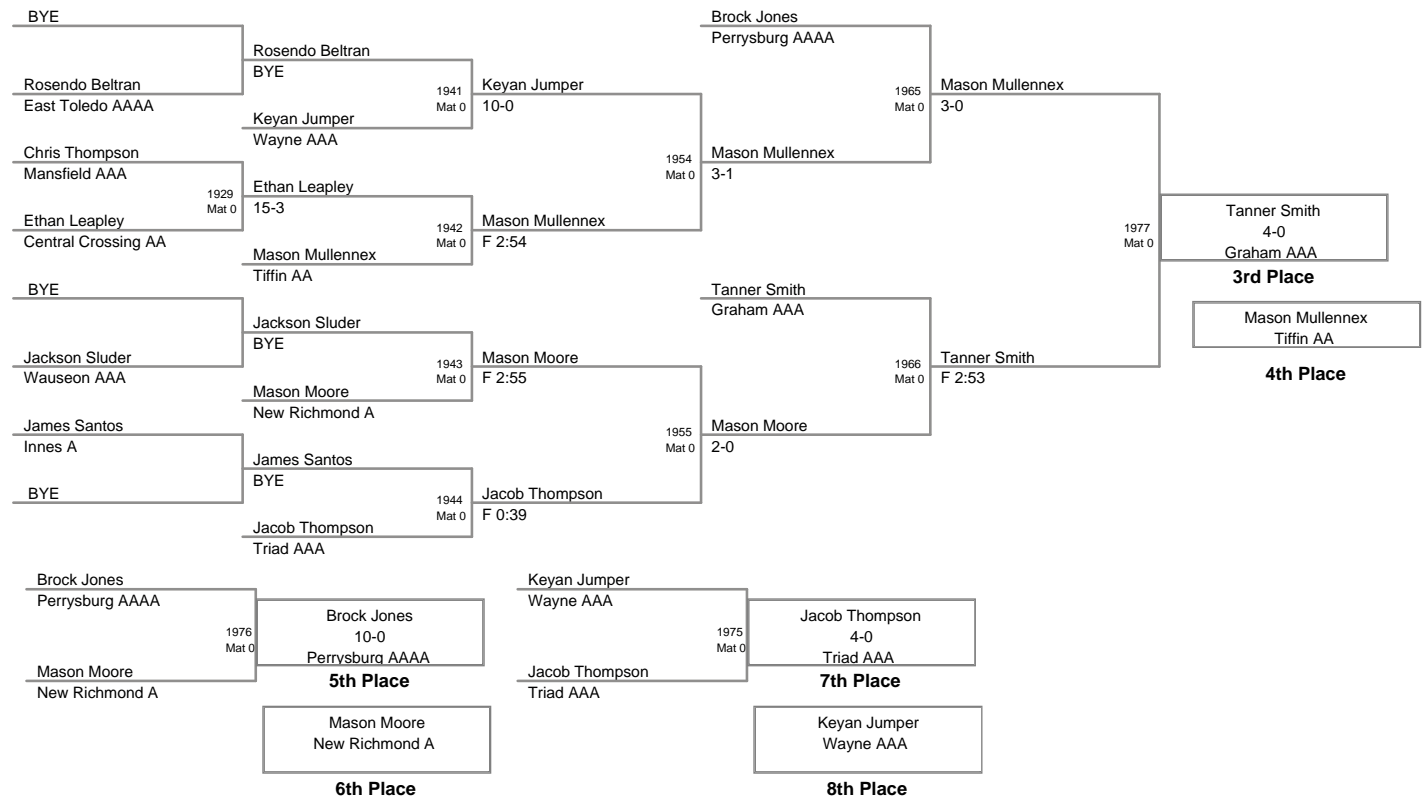 BYE
Rosendo Beltran
East Toledo AAAA
Chris Thompson
Mansfield AAA
1929
Mat 0
Ethan Leapley
Central Crossing AA
BYE
Jackson Sluder
Wauseon AAA
James Santos
Innes A
BYE
Rosendo Beltran
BYE
1941
Mat 0
Keyan Jumper
Wayne AAA
Ethan Leapley
15-3
1942
Mat 0
Mason Mullennex
Tiffin AA
Jackson Sluder
BYE
1943
Mat 0
Mason Moore
New Richmond A
James Santos
BYE
1944
Mat 0
Jacob Thompson
Triad AAA
Keyan Jumper
10-0
1954
Mat 0
Mason Mullennex
F 2:54
Mason Moore
F 2:55
1955
Mat 0
Jacob Thompson
F 0:39
Brock Jones
Perrysburg AAAA
1965
Mat 0
Mason Mullennex
3-1
Tanner Smith
Graham AAA
1966
Mat 0
Mason Moore
2-0
Mason Mullennex
3-0
1977
Mat 0
Tanner Smith
F 2:53
Tanner Smith
4-0
Graham AAA
3rd Place
Mason Mullennex
Tiffin AA
4th Place
Brock Jones
Perrysburg AAAA
1976
Mat 0
Mason Moore
New Richmond A
Brock Jones
10-0
Perrysburg AAAA
5th Place
Mason Moore
New Richmond A
6th Place
Keyan Jumper
Wayne AAA
1975
Mat 0
Jacob Thompson
Triad AAA
Jacob Thompson
4-0
Triad AAA
7th Place
Keyan Jumper
Wayne AAA
8th Place